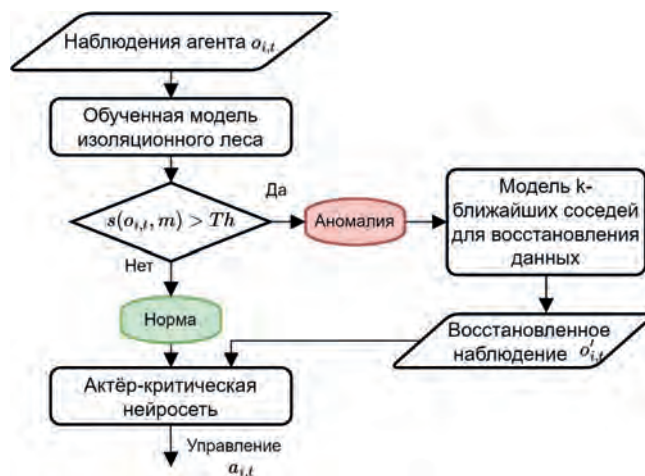 Наблюдения агента o_{i,t}
Обученная модель
изоляционного леса
s(o_{i,t}, m) > Th
Да
Аномалия
Модель k-
ближайших соседей
для восстановления
данных
Нет
Норма
Восстановленное
наблюдение o'_{i,t}
Актёр-критическая
нейросеть
Управление
a_{i,t}